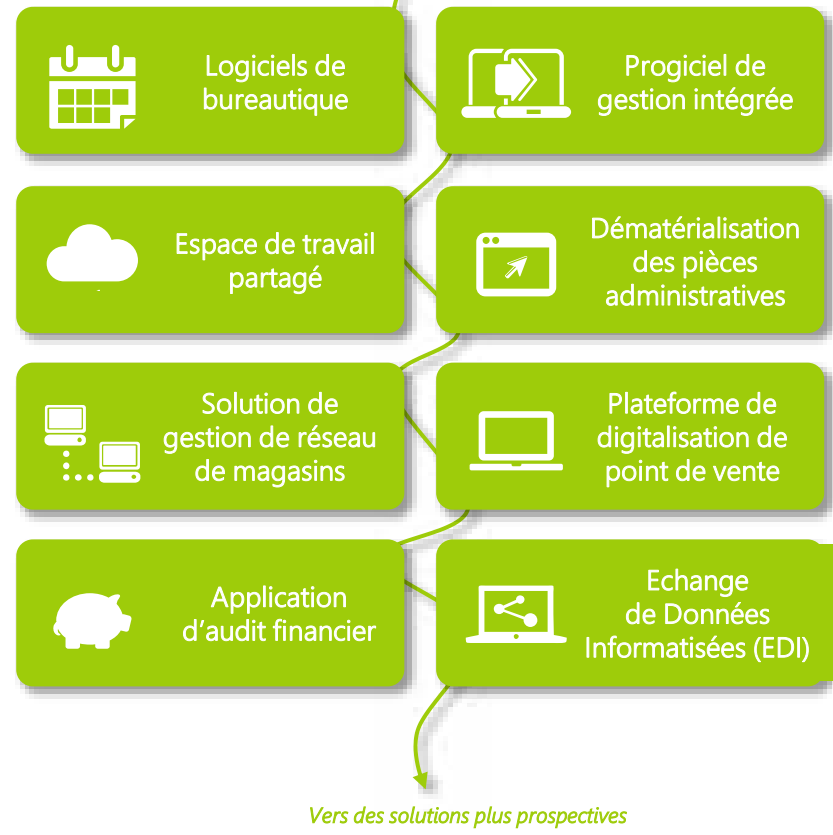 Logiciels de
bureautique
Progiciel de
gestion intégrée
Espace de travail
partagé
Dématérialisation
des pièces
administratives
Solution de
gestion de réseau
de magasins
Plateforme de
digitalisation de
point de vente
Application
d'audit financier
Echange
de Données
Informatisées (EDI)
Vers des solutions plus prospectives